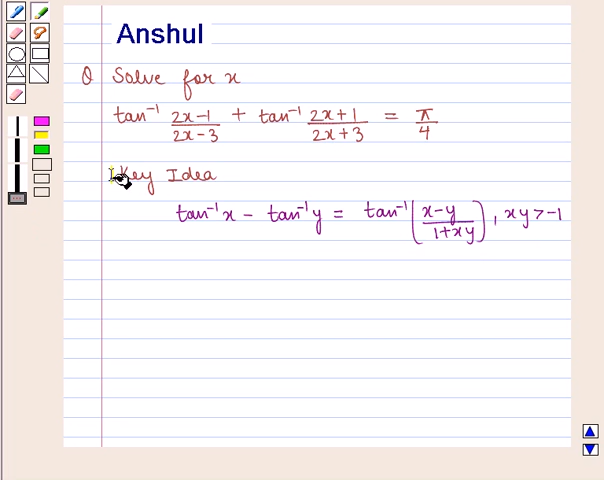 Anshul
Q Solve for x
tan⁻¹ (2x-1)/(2x-3) + tan⁻¹ (2x+1)/(2x+3) = π/4
Key Idea
tan⁻¹x - tan⁻¹y = tan⁻¹((x-y)/(1+xy)), xy > -1